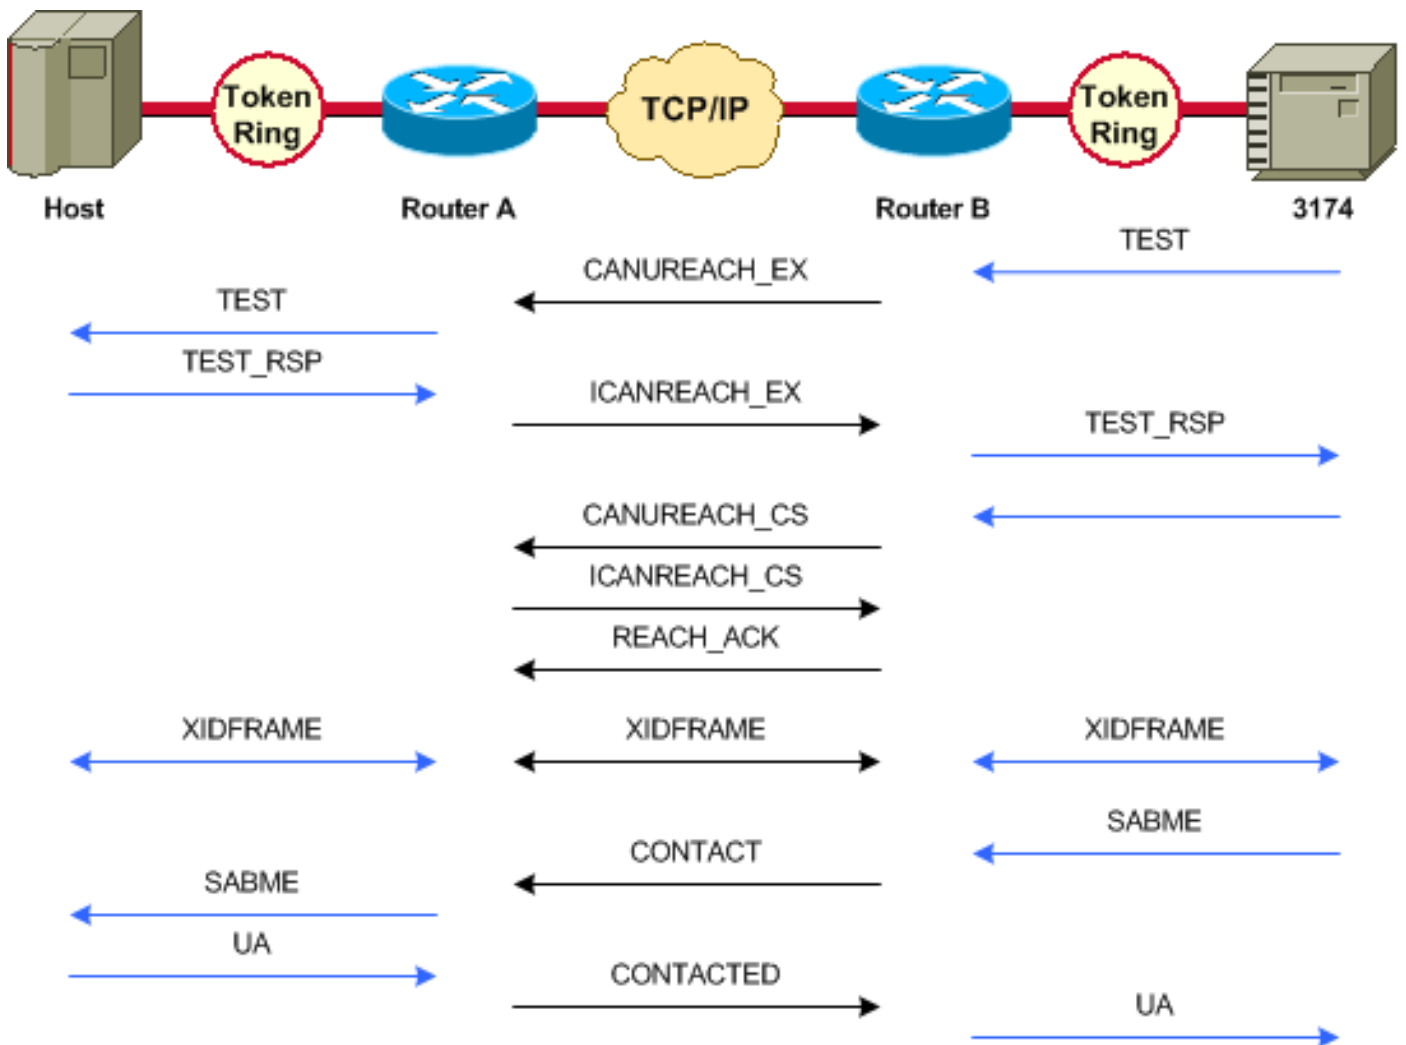 Token
Ring
TCP/IP
Token
Ring
Host
Router A
Router B
3174
TEST
CANUREACH_EX
TEST
TEST_RSP
ICANREACH_EX
TEST_RSP
CANUREACH_CS
ICANREACH_CS
REACH_ACK
XIDFRAME
XIDFRAME
XIDFRAME
SABME
CONTACT
SABME
UA
CONTACTED
UA